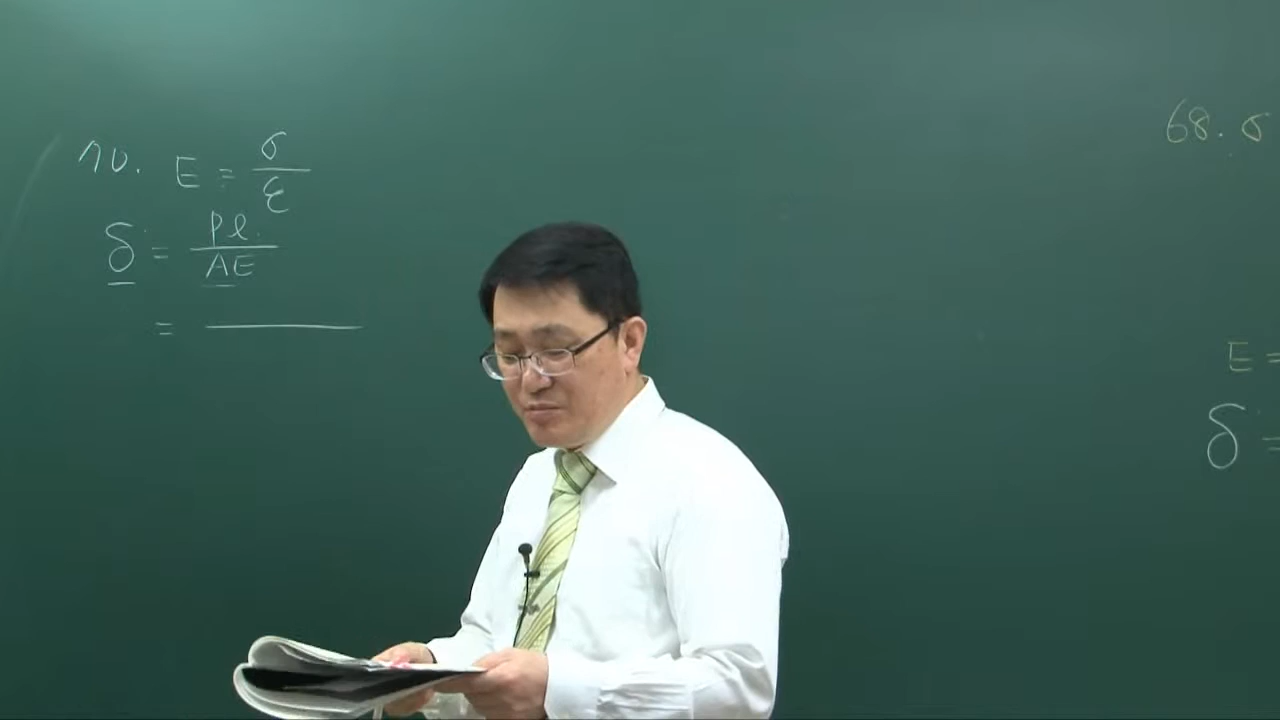 70. E = σ/ε
δ = Pl/AE
=
68. σ
E =
δ =